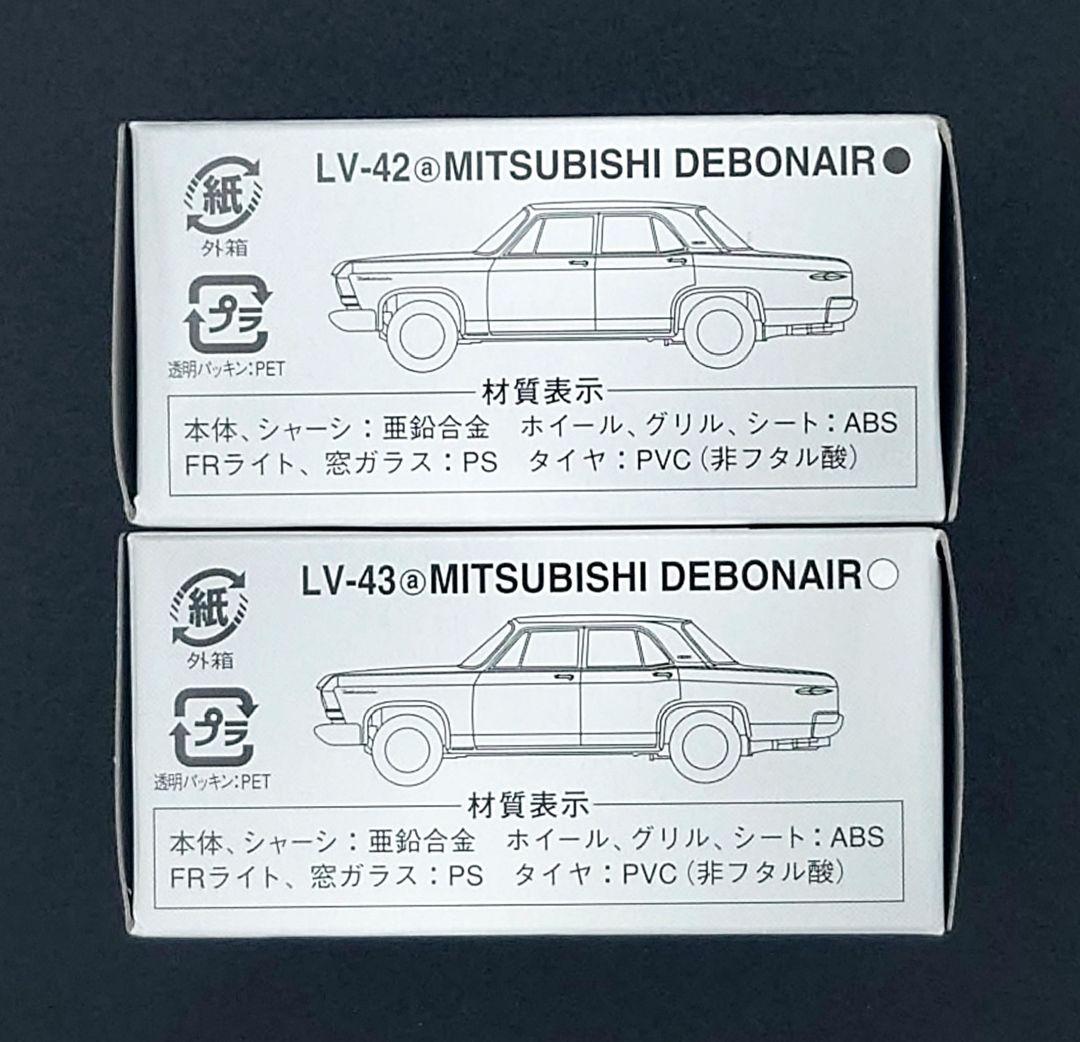 LV-42ⓐMITSUBISHI DEBONAIR●
紙
外箱
プラ
透明パッキン:PET
材質表示
本体、シャーシ：亜鉛合金　ホイール、グリル、シート：ABS
FRライト、窓ガラス：PS　タイヤ：PVC（非フタル酸）
LV-43ⓐMITSUBISHI DEBONAIR○
紙
外箱
プラ
透明パッキン:PET
材質表示
本体、シャーシ：亜鉛合金　ホイール、グリル、シート：ABS
FRライト、窓ガラス：PS　タイヤ：PVC（非フタル酸）